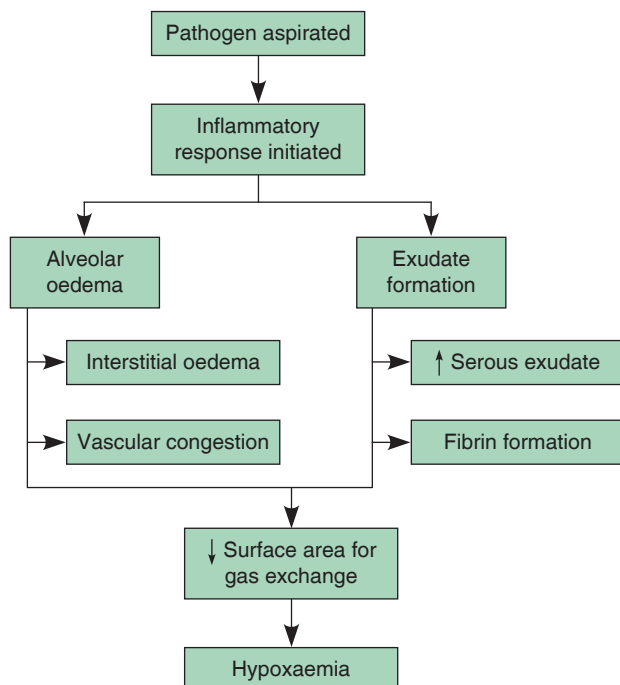 Pathogen aspirated
Inflammatory
response initiated
Alveolar
oedema
Exudate
formation
Interstitial oedema
↑ Serous exudate
Vascular congestion
Fibrin formation
↓ Surface area for
gas exchange
Hypoxaemia